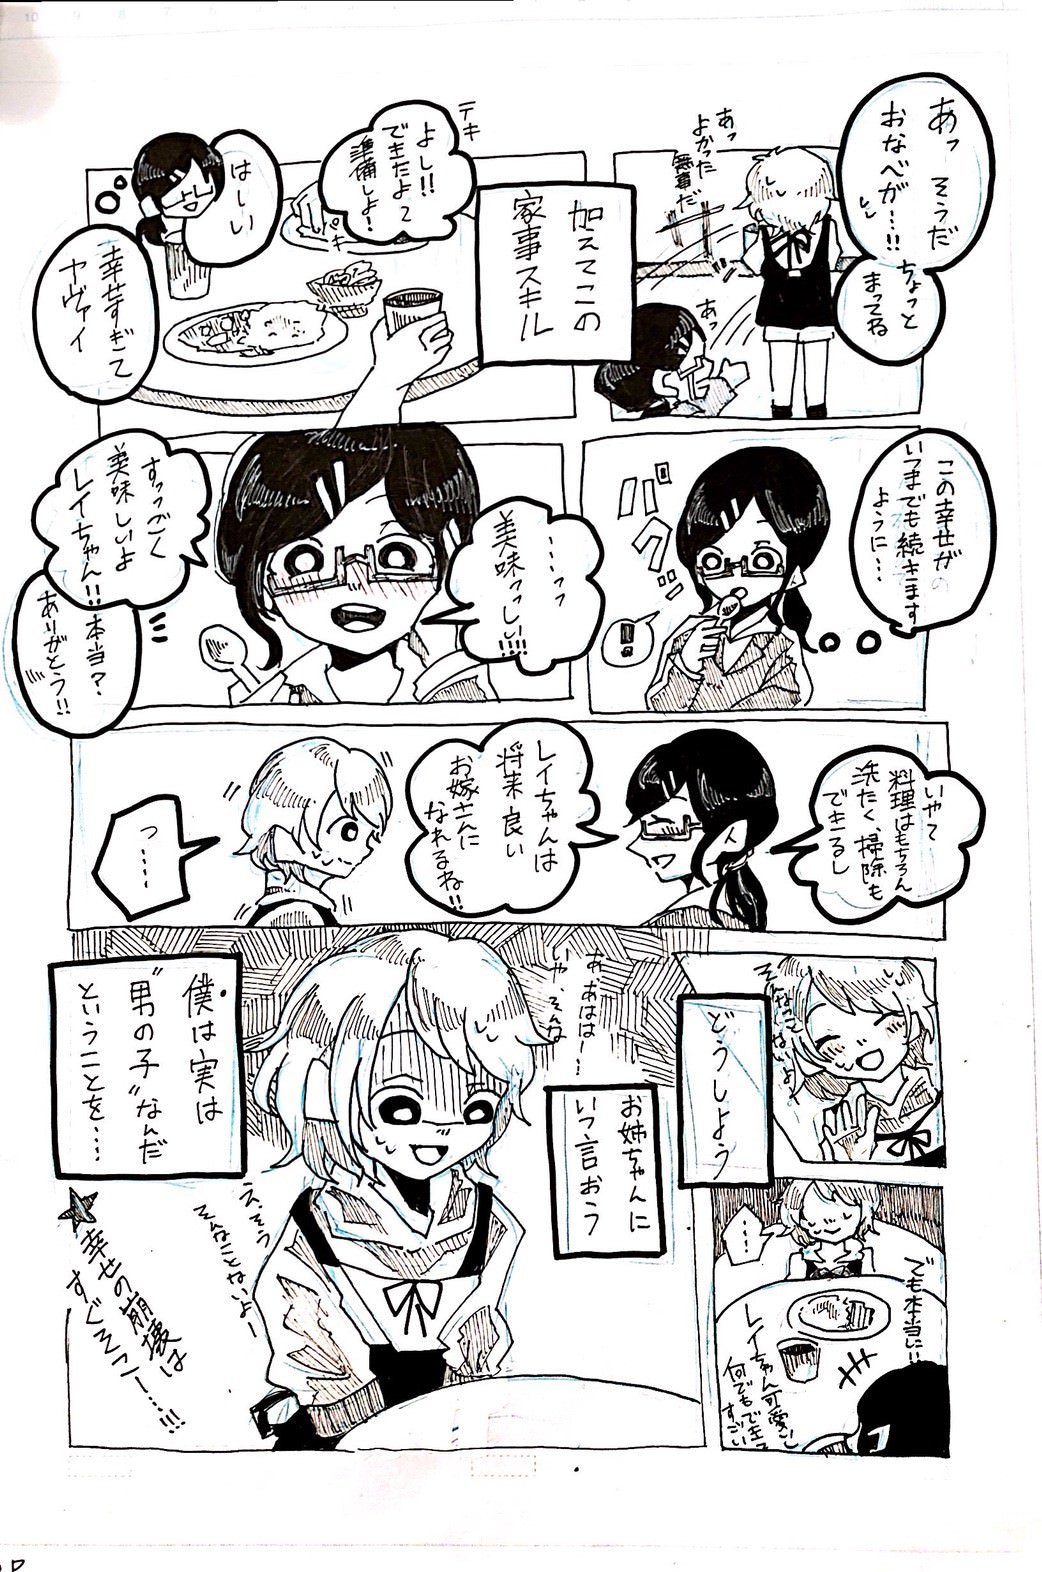 あっ そうだ
おなべが…!!
ちょっと
まってね
あっ
よかった
無事だ
あっ
加えてこの
家事スキル
テキ
パキ
よし!!
できたよ〜
準備しよ!
はーい
幸せすぎて
ヤヴァイ
この幸せが
いつまでも続きます
ように…
パクッ
!
……っっ
美味っっしい!!!
すっっごく
美味しいよ
レイちゃん!!
本当?
ありがとう!!
いやて
料理はもちろん
洗たく、掃除も
できるし
レイちゃんは
将来良い
お嫁さんに
なれるね!!
っ……
そんなことないよ
どうしよう
でも本当に!!
レイちゃん可愛いし
何でもできて
すごい
…
あ、あはは!…
いや、そんな
お姉ちゃんに
いつ言おう
え、そう
そんなことないよー
僕は実は
"男の子"なんだ
ということを……
★幸せの崩壊は
すぐそこー…!!!